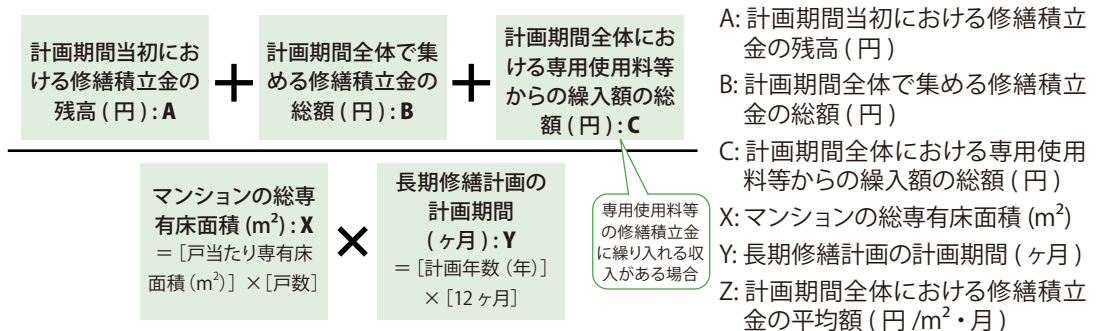 計画期間当初にお
ける修繕積立金の
残高 ( 円 ) : A
+
計画期間全体で集
める修繕積立金の
総額 ( 円 ) : B
+
計画期間全体にお
ける専用使用料等
からの繰入額の総
額 ( 円 ) : C
マンションの総専
有床面積 (m²) : X
=［戸当たり専有床
面積 (m²)］×［戸数］
×
長期修繕計画の
計画期間
( ヶ月 ) : Y
=［計画年数（年）］
×［12 ヶ月］
専用使用料等
の修繕積立金
に繰り入れる収
入がある場合
A: 計画期間当初における修繕積立
金の残高 ( 円 )
B: 計画期間全体で集める修繕積立
金の総額 ( 円 )
C: 計画期間全体における専用使用
料等からの繰入額の総額 ( 円 )
X: マンションの総専有床面積 (m²)
Y: 長期修繕計画の計画期間 ( ヶ月 )
Z: 計画期間全体における修繕積立
金の平均額 ( 円 /m²・月 )